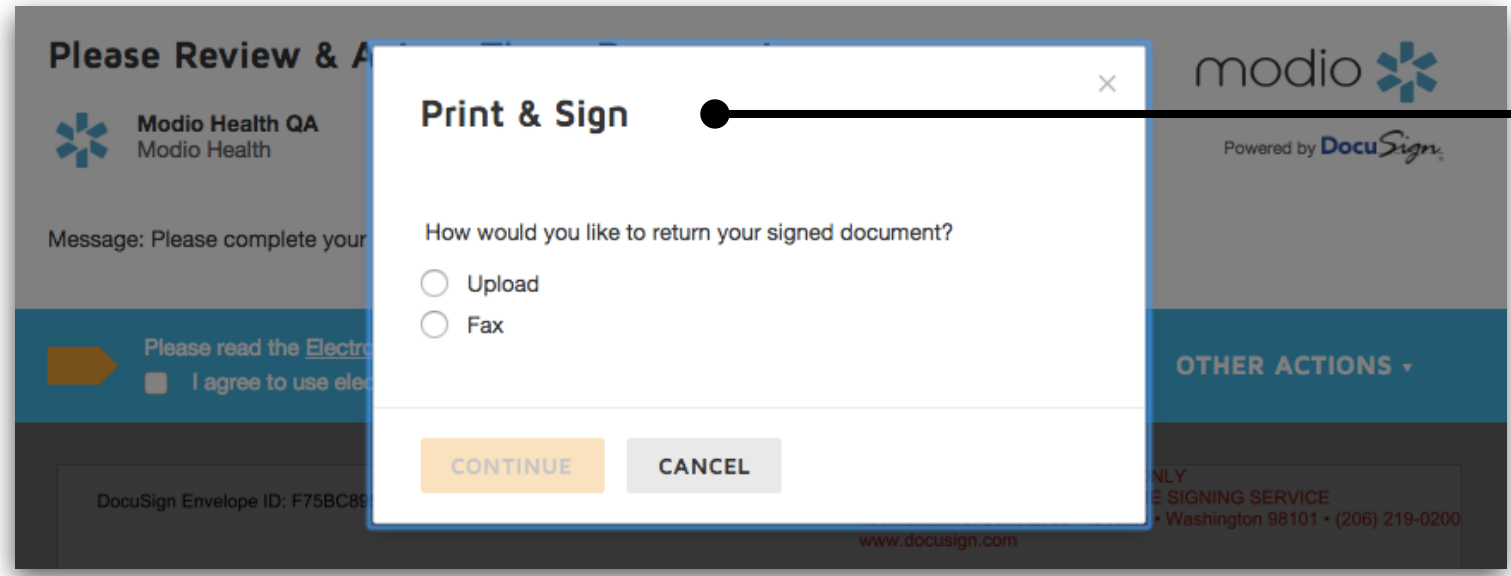 Please Review & A
modio
Print & Sign
Modio Health QA
Modio Health
Powered by DocuSign
Message: Please complete your
How would you like to return your signed document?
Upload
Fax
Please read the Electro
I agree to use elec
OTHER ACTIONS
CONTINUE
CANCEL
DocuSign Envelope ID: F75BC89
NLY
E SIGNING SERVICE
• Washington 98101 • (206) 219-0200
www.docusign.com